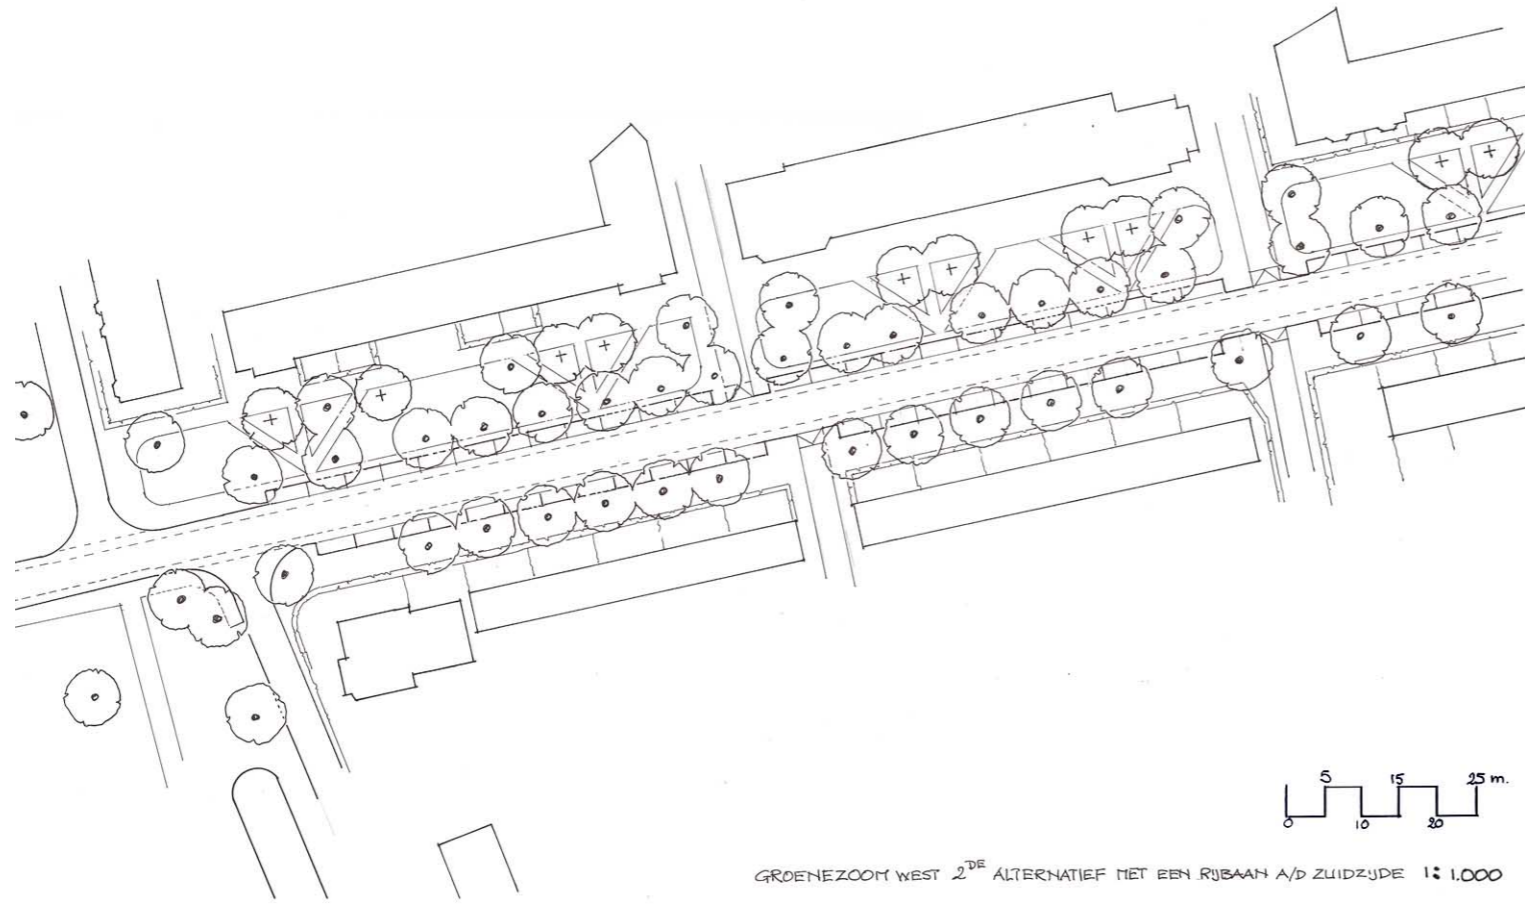 5 15 25 m.
0 10 20
GROENEZOOM WEST 2DE ALTERNATIEF MET EEN RIJBAAN A/D ZUIDZIJDE 1:1.000